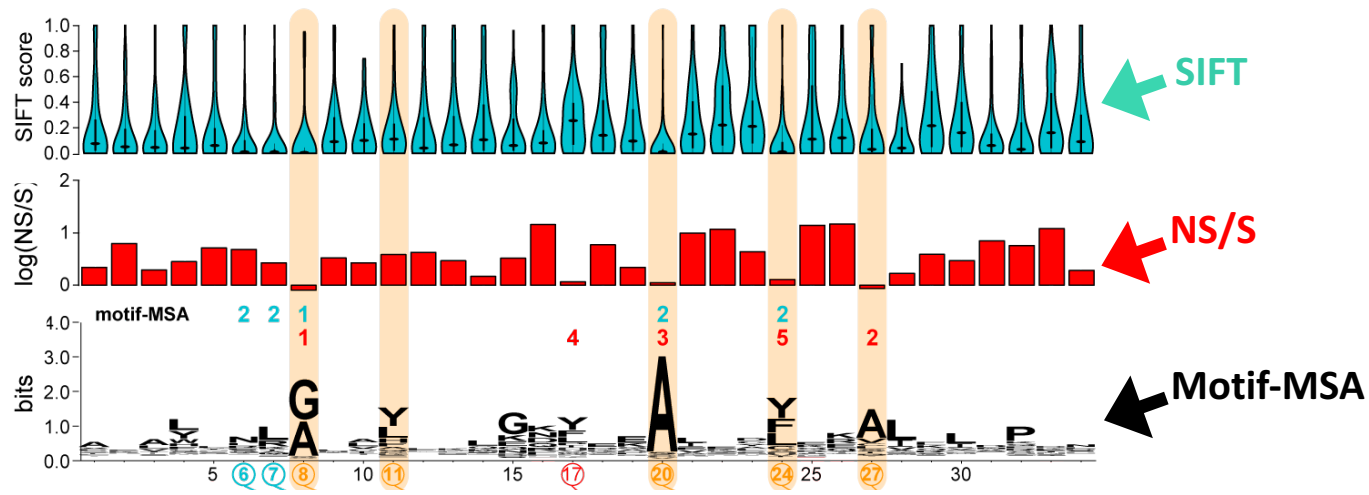 SIFT score
1.0
0.8
0.6
0.4
0.2
0.0
SIFT
log(NS/S)
2
1
0
NS/S
motif-MSA
2 2 1 2 2
1 4 3 5 2
bits
4.0
3.0
2.0
1.0
0.0
G
A
Y
L
G
Y
A
Y
F
L
A
L
P
Motif-MSA
5 6 7 8 10 11 15 17 20 24 25 27 30